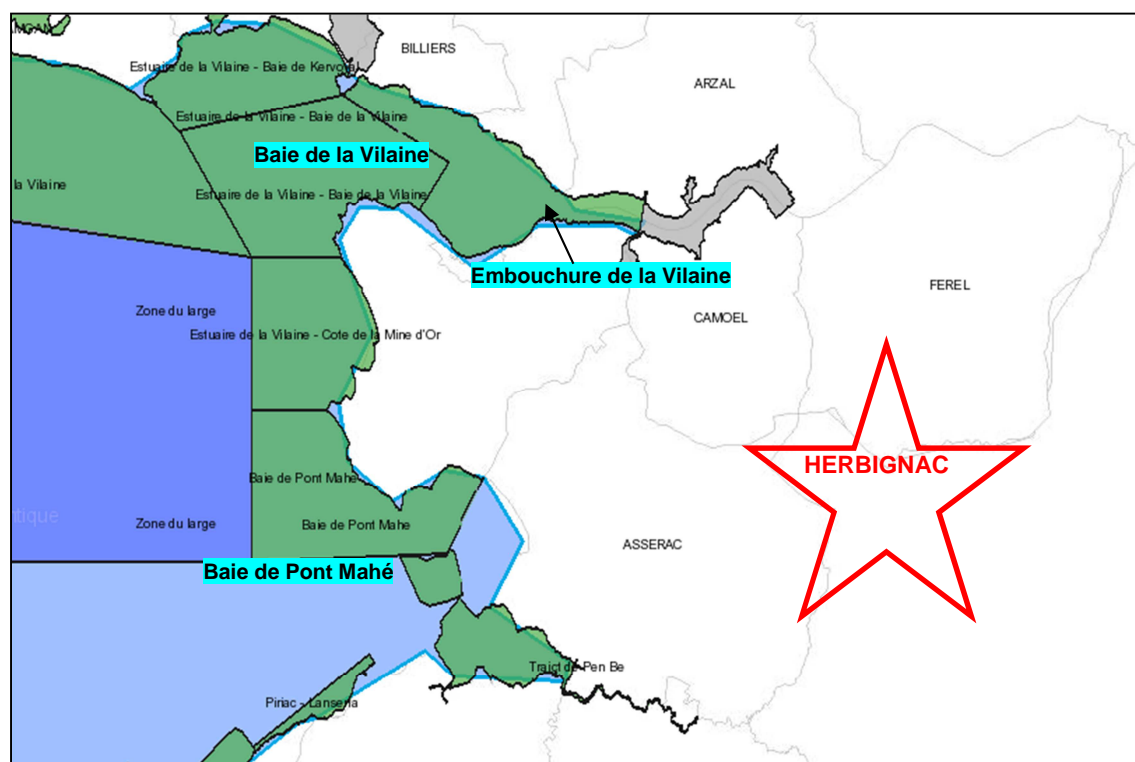 BILLIERS
Estuaire de la Vilaine - Baie de Kervoyal
ARZAL
Estuaire de la Vilaine - Baie de la Vilaine
Baie de la Vilaine
la Vilaine
Estuaire de la Vilaine - Baie de la Vilaine
Embouchure de la Vilaine
FEREL
Zone du large
CAMOEL
Estuaire de la Vilaine - Cote de la Mine d'Or
HERBIGNAC
Baie de Pont Mahe
tique
Zone du large
Baie de Pont Mahe
ASSERAC
Baie de Pont Mahé
Traict de Pen Be
Piriac - Lanseria